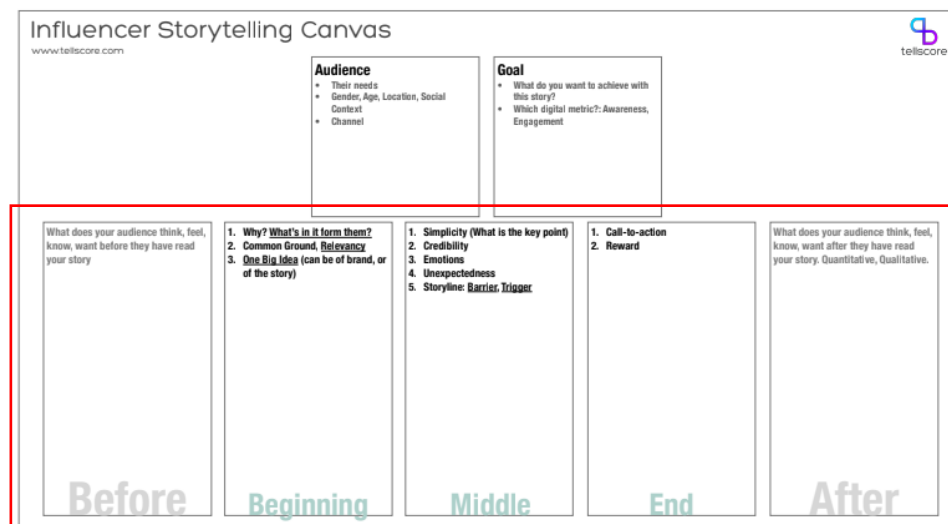 Influencer Storytelling Canvas
www.tellscore.com
tellscore
Audience
• Their needs
• Gender, Age, Location, Social
Context
• Channel
Goal
• What do you want to achieve with
this story?
• Which digital metric?: Awareness,
Engagement
What does your audience think, feel,
know, want before they have read
your story
Before
1. Why? What's in it form them?
2. Common Ground, Relevancy
3. One Big Idea (can be of brand, or
of the story)
Beginning
1. Simplicity (What is the key point)
2. Credibility
3. Emotions
4. Unexpectedness
5. Storyline: Barrier, Trigger
Middle
1. Call-to-action
2. Reward
End
What does your audience think, feel,
know, want after they have read
your story. Quantitative, Qualitative.
After